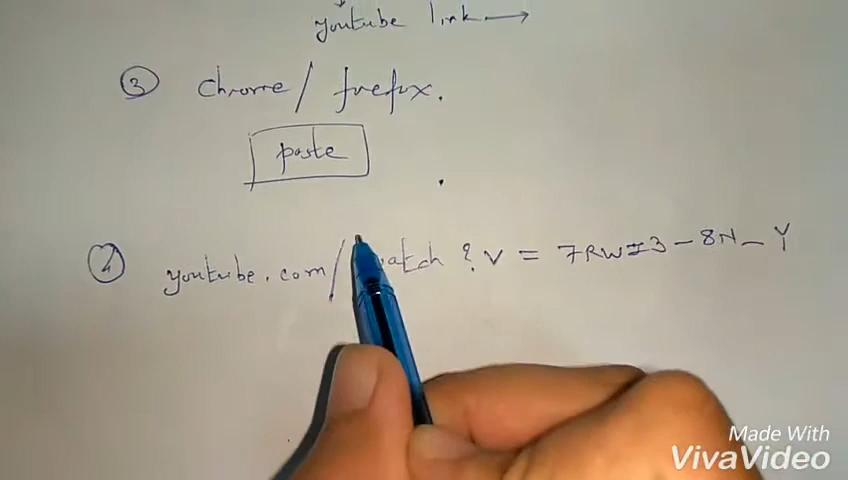 youtube link →
③ chrome / firefox.
paste
④ youtube.com/watch ?v = 7RWI3-8N_Y
Made With
VivaVideo